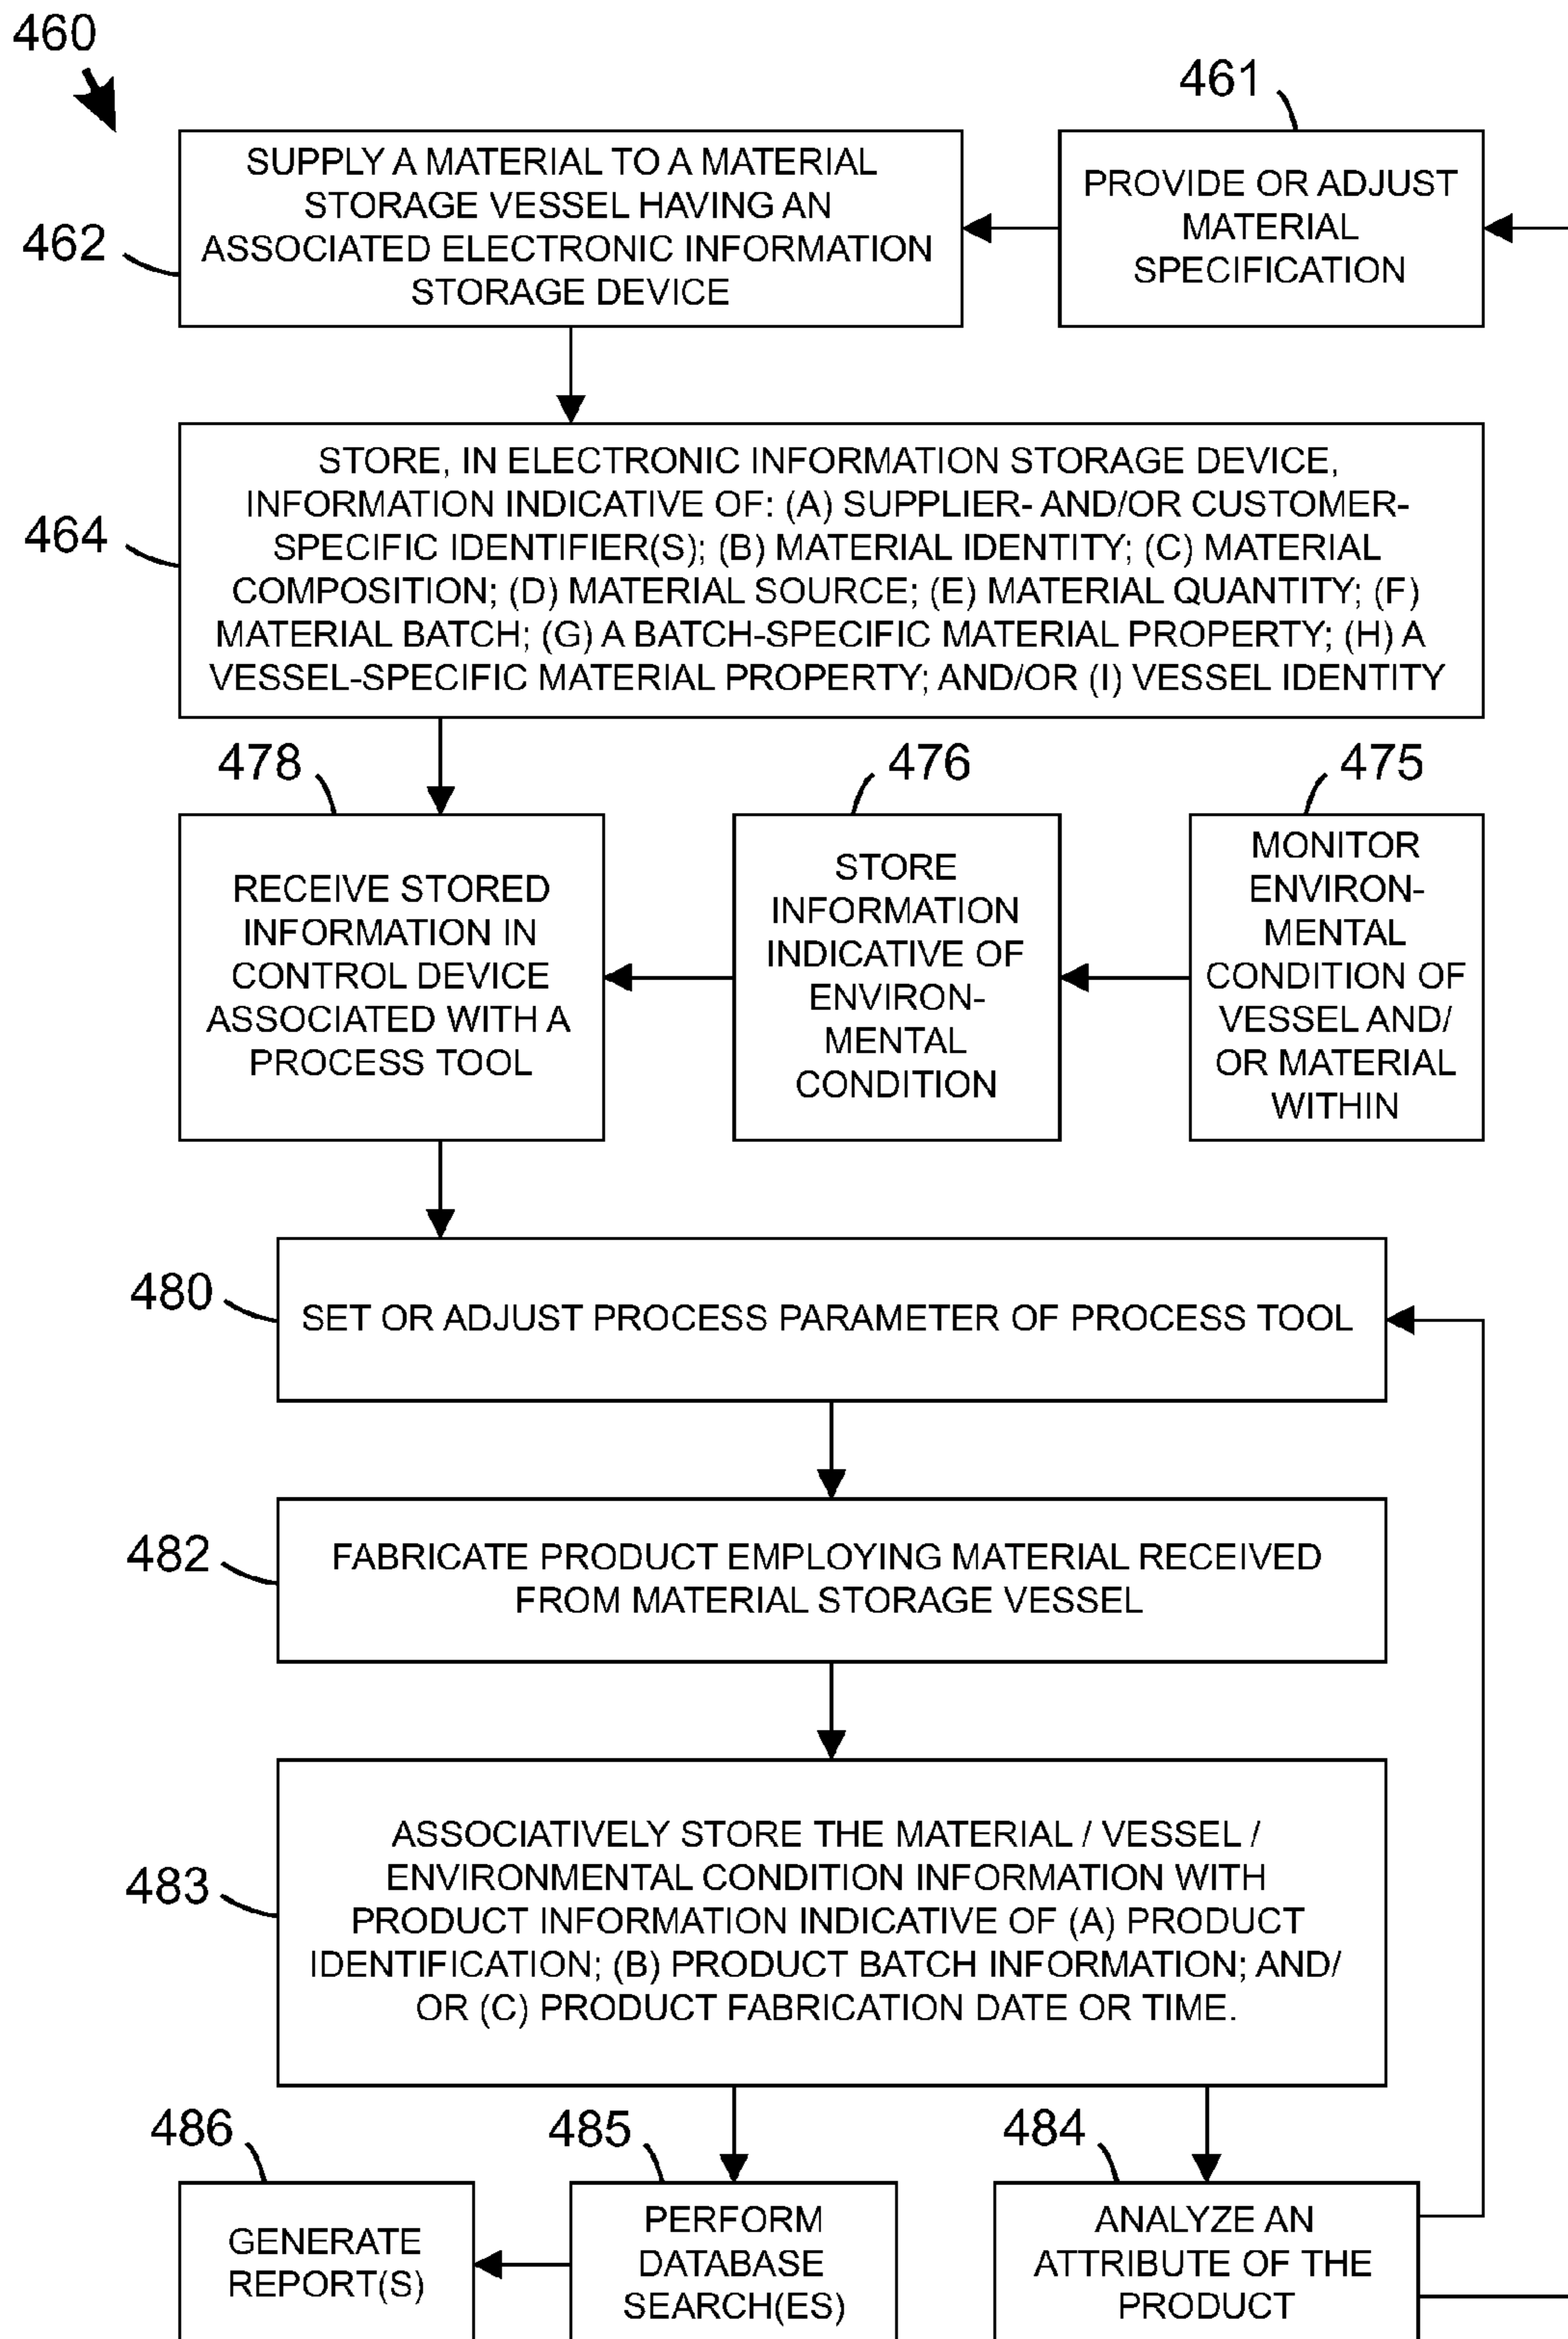 460
461
SUPPLY A MATERIAL TO A MATERIAL
STORAGE VESSEL HAVING AN
ASSOCIATED ELECTRONIC INFORMATION
STORAGE DEVICE
PROVIDE OR ADJUST
MATERIAL
SPECIFICATION
462
STORE, IN ELECTRONIC INFORMATION STORAGE DEVICE,
INFORMATION INDICATIVE OF: (A) SUPPLIER- AND/OR CUSTOMER-
SPECIFIC IDENTIFIER(S); (B) MATERIAL IDENTITY; (C) MATERIAL
COMPOSITION; (D) MATERIAL SOURCE; (E) MATERIAL QUANTITY; (F)
MATERIAL BATCH; (G) A BATCH-SPECIFIC MATERIAL PROPERTY; (H) A
VESSEL-SPECIFIC MATERIAL PROPERTY; AND/OR (I) VESSEL IDENTITY
464
478
476
475
RECEIVE STORED
INFORMATION IN
CONTROL DEVICE
ASSOCIATED WITH A
PROCESS TOOL
STORE
INFORMATION
INDICATIVE OF
ENVIRON-
MENTAL
CONDITION
MONITOR
ENVIRON-
MENTAL
CONDITION OF
VESSEL AND/
OR MATERIAL
WITHIN
480
SET OR ADJUST PROCESS PARAMETER OF PROCESS TOOL
482
FABRICATE PRODUCT EMPLOYING MATERIAL RECEIVED
FROM MATERIAL STORAGE VESSEL
483
ASSOCIATIVELY STORE THE MATERIAL / VESSEL /
ENVIRONMENTAL CONDITION INFORMATION WITH
PRODUCT INFORMATION INDICATIVE OF (A) PRODUCT
IDENTIFICATION; (B) PRODUCT BATCH INFORMATION; AND/
OR (C) PRODUCT FABRICATION DATE OR TIME.
486
485
484
GENERATE
REPORT(S)
PERFORM
DATABASE
SEARCH(ES)
ANALYZE AN
ATTRIBUTE OF THE
PRODUCT